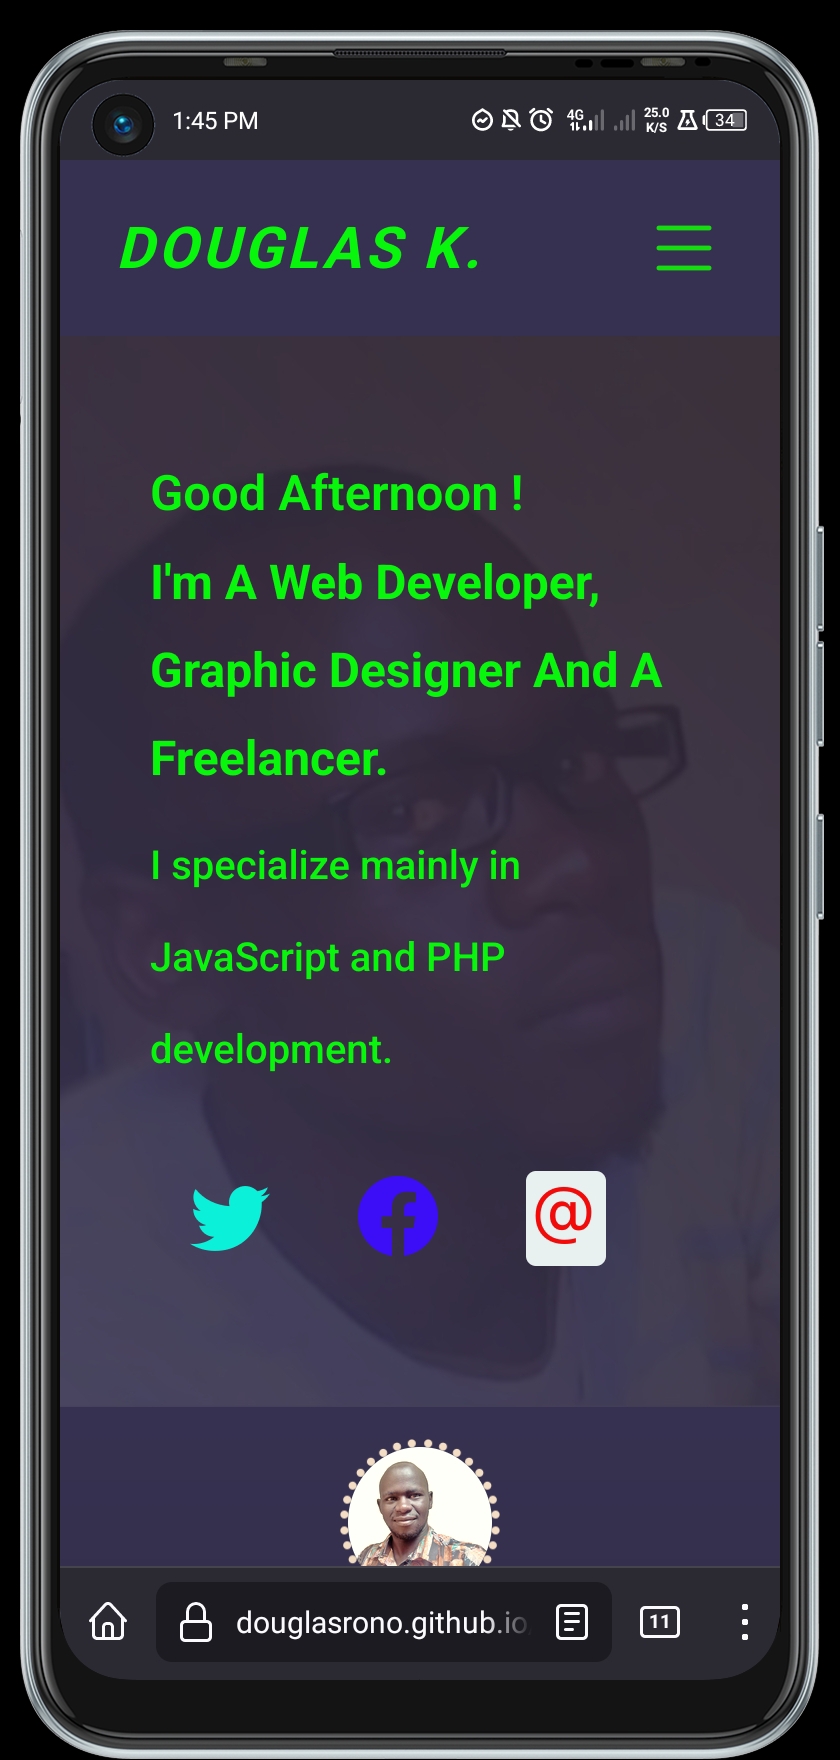 1:45 PM 4G 25.0 K/S 34
DOUGLAS K.
Good Afternoon !
I'm A Web Developer,
Graphic Designer And A
Freelancer.
I specialize mainly in
JavaScript and PHP
development.
@
douglasrono.github.io 11